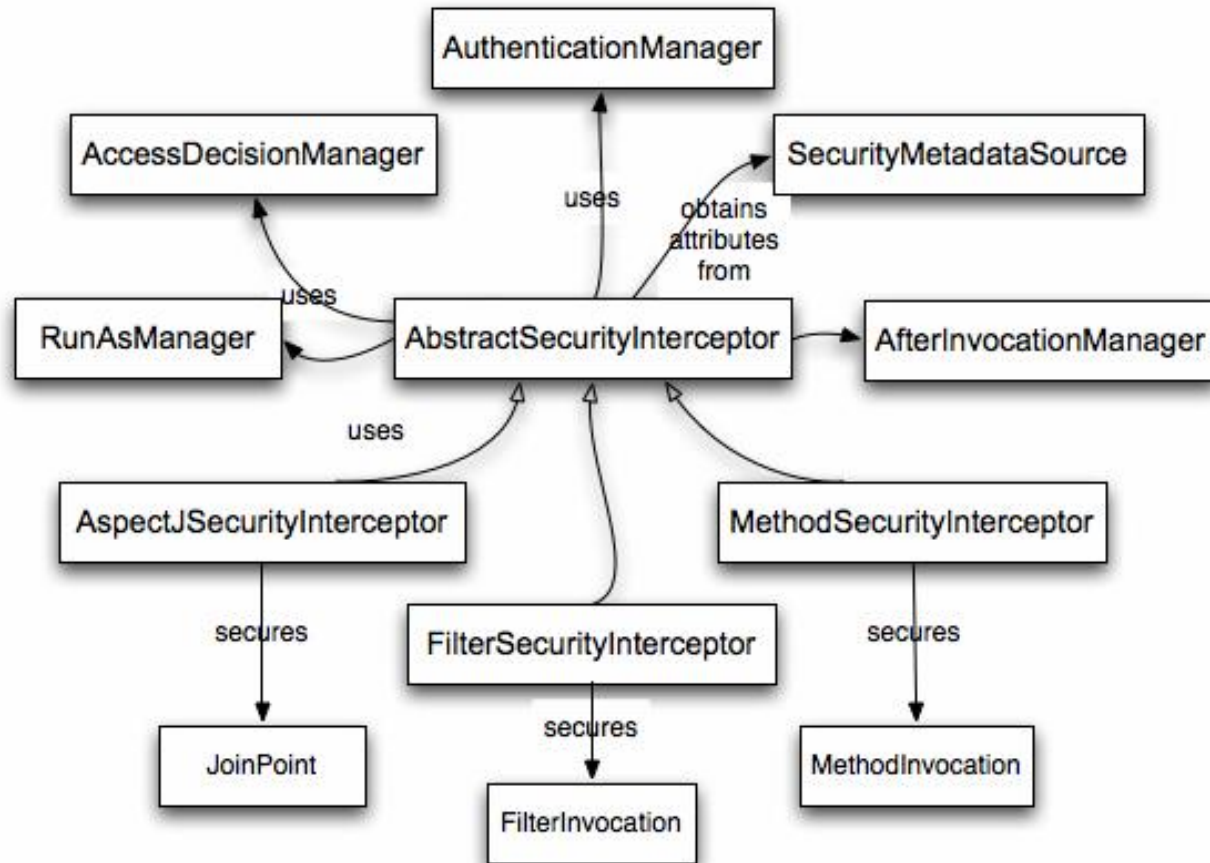 AuthenticationManager
AccessDecisionManager
SecurityMetadataSource
uses
obtains
attributes
from
uses
RunAsManager
AbstractSecurityInterceptor
AfterInvocationManager
uses
AspectJSecurityInterceptor
MethodSecurityInterceptor
secures
FilterSecurityInterceptor
secures
secures
JoinPoint
MethodInvocation
FilterInvocation